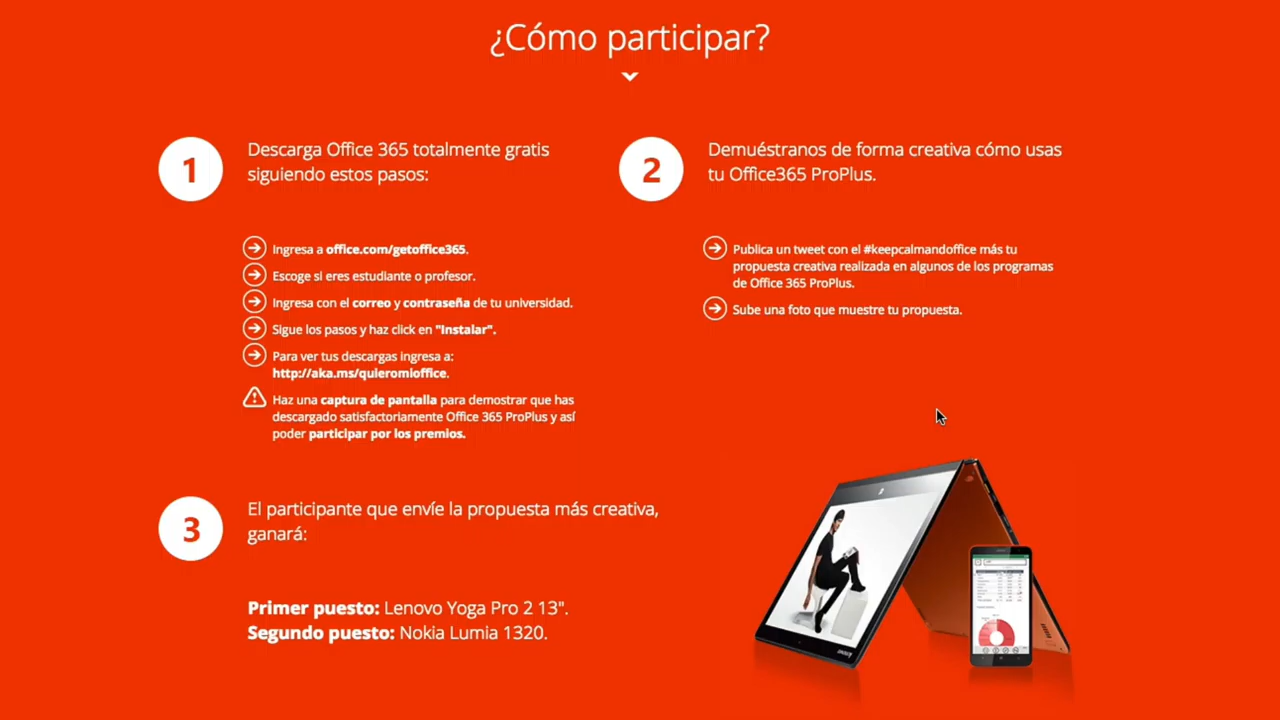 ¿Cómo participar?
1
Descarga Office 365 totalmente gratis
siguiendo estos pasos:
Ingresa a office.com/getoffice365.
Escoge si eres estudiante o profesor.
Ingresa con el correo y contraseña de tu universidad.
Sigue los pasos y haz click en "Instalar".
Para ver tus descargas ingresa a:
http://aka.ms/quieromioffice.
Haz una captura de pantalla para demostrar que has
descargado satisfactoriamente Office 365 ProPlus y así
poder participar por los premios.
2
Demuéstranos de forma creativa cómo usas
tu Office365 ProPlus.
Publica un tweet con el #keepcalmandoffice más tu
propuesta creativa realizada en algunos de los programas
de Office 365 ProPlus.
Sube una foto que muestre tu propuesta.
3
El participante que envíe la propuesta más creativa,
ganará:
Primer puesto: Lenovo Yoga Pro 2 13".
Segundo puesto: Nokia Lumia 1320.